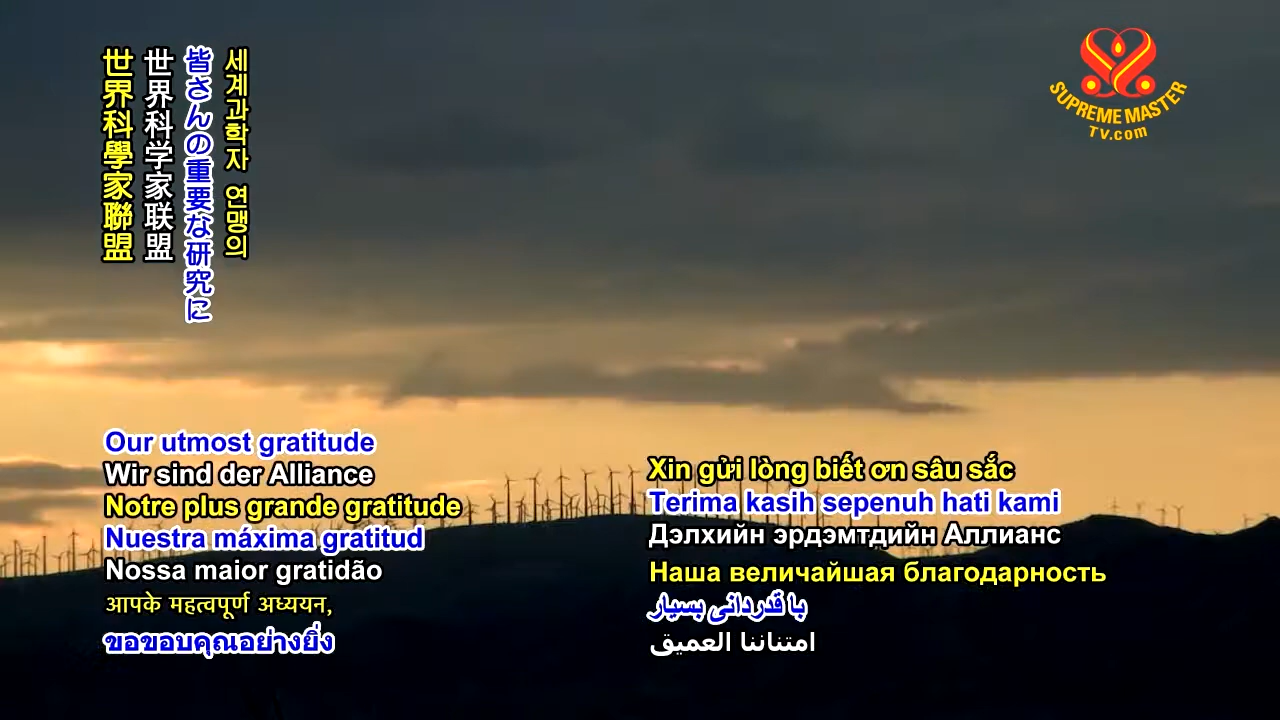 世界科學家聯盟
世界科学家联盟
皆さんの重要な研究に
세계과학자 연맹의
SUPREME MASTER
TV.com
Our utmost gratitude
Wir sind der Alliance
Notre plus grande gratitude
Nuestra máxima gratitud
Nossa maior gratidão
आपके महत्वपूर्ण अध्ययन,
ขอขอบคุณอย่างยิ่ง
Xin gửi lòng biết ơn sâu sắc
Terima kasih sepenuh hati kami
Дэлхийн эрдэмтдийн Аллианс
Наша величайшая благодарность
با قدردانی بسیار
امتناننا العميق